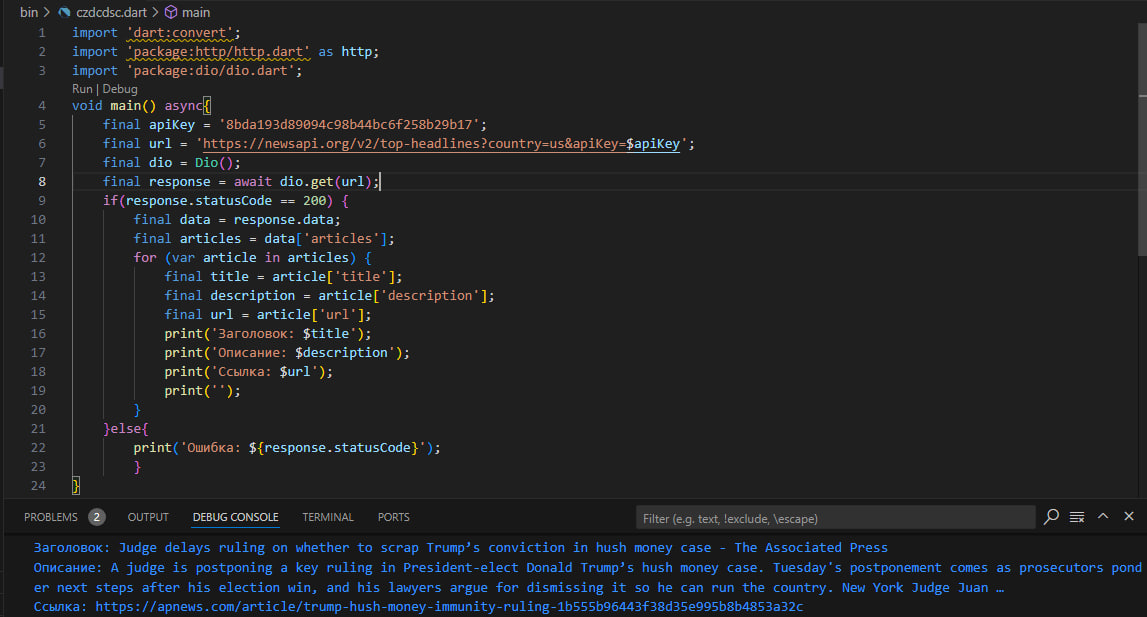 bin > czdcdsc.dart > main
1 import 'dart:convert';
2 import 'package:http/http.dart' as http;
3 import 'package:dio/dio.dart';
Run | Debug
4 void main() async{
5 final apiKey = '8bda193d89094c98b44bc6f258b29b17';
6 final url = 'https://newsapi.org/v2/top-headlines?country=us&apiKey=$apiKey';
7 final dio = Dio();
8 final response = await dio.get(url);
9 if(response.statusCode == 200) {
10 final data = response.data;
11 final articles = data['articles'];
12 for (var article in articles) {
13 final title = article['title'];
14 final description = article['description'];
15 final url = article['url'];
16 print('Заголовок: $title');
17 print('Описание: $description');
18 print('Ссылка: $url');
19 print('');
20 }
21 }else{
22 print('Ошибка: ${response.statusCode}');
23 }
24 }
PROBLEMS 2 OUTPUT DEBUG CONSOLE TERMINAL PORTS Filter (e.g. text, !exclude, \escape)
Заголовок: Judge delays ruling on whether to scrap Trump’s conviction in hush money case - The Associated Press
Описание: A judge is postponing a key ruling in President-elect Donald Trump’s hush money case. Tuesday's postponement comes as prosecutors pond
er next steps after his election win, and his lawyers argue for dismissing it so he can run the country. New York Judge Juan …
Ссылка: https://apnews.com/article/trump-hush-money-immunity-ruling-1b555b96443f38d35e995b8b4853a32c